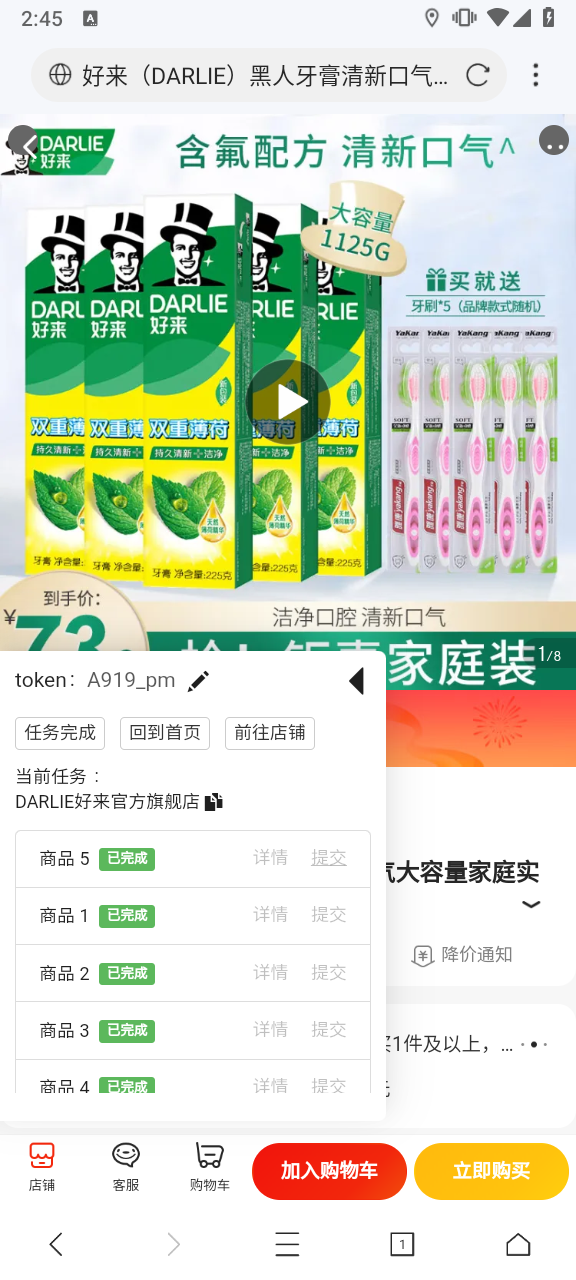 2:45
A
好来（DARLIE）黑人牙膏清新口气...
DARLIE
好来
含氟配方 清新口气^
大容量
1125G
买就送
牙刷*5（品牌款式随机）
DARLIE
好来
双重薄荷
持久清新 洁净
天然
薄荷精华
牙膏 净含量:225克
YaKang
SOFT
到手价:
¥73.
洁净口腔 清新口气
家庭装
1/8
token: A919_pm
任务完成
回到首页
前往店铺
当前任务：
DARLIE好来官方旗舰店
商品 5 已完成 详情 提交
商品 1 已完成 详情 提交
商品 2 已完成 详情 提交
商品 3 已完成 详情 提交
商品 4 已完成 详情 提交
气大容量家庭实
降价通知
买1件及以上，...
元
店铺
客服
购物车
加入购物车
立即购买
1